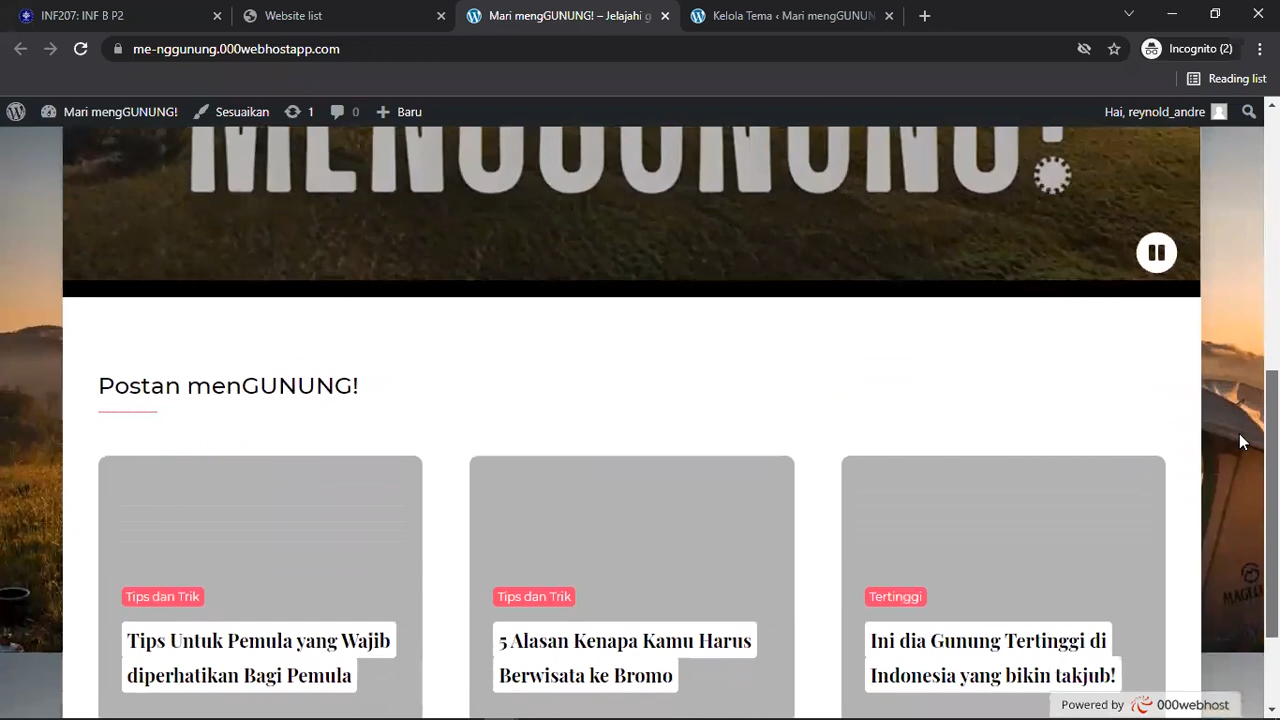 INF207: INF B P2
Website list
Mari mengGUNUNG! – Jelajahi g
Kelola Tema ‹ Mari mengGUNUN
me-nggunung.000webhostapp.com
Incognito (2)
Reading list
Mari mengGUNUNG!
Sesuaikan
1
0
Baru
Hai, reynold_andre
MENGGUNUNG!
Postan menGUNUNG!
Tips dan Trik
Tips Untuk Pemula yang Wajib
diperhatikan Bagi Pemula
Tips dan Trik
5 Alasan Kenapa Kamu Harus
Berwisata ke Bromo
Tertinggi
Ini dia Gunung Tertinggi di
Indonesia yang bikin takjub!
Powered by 000webhost